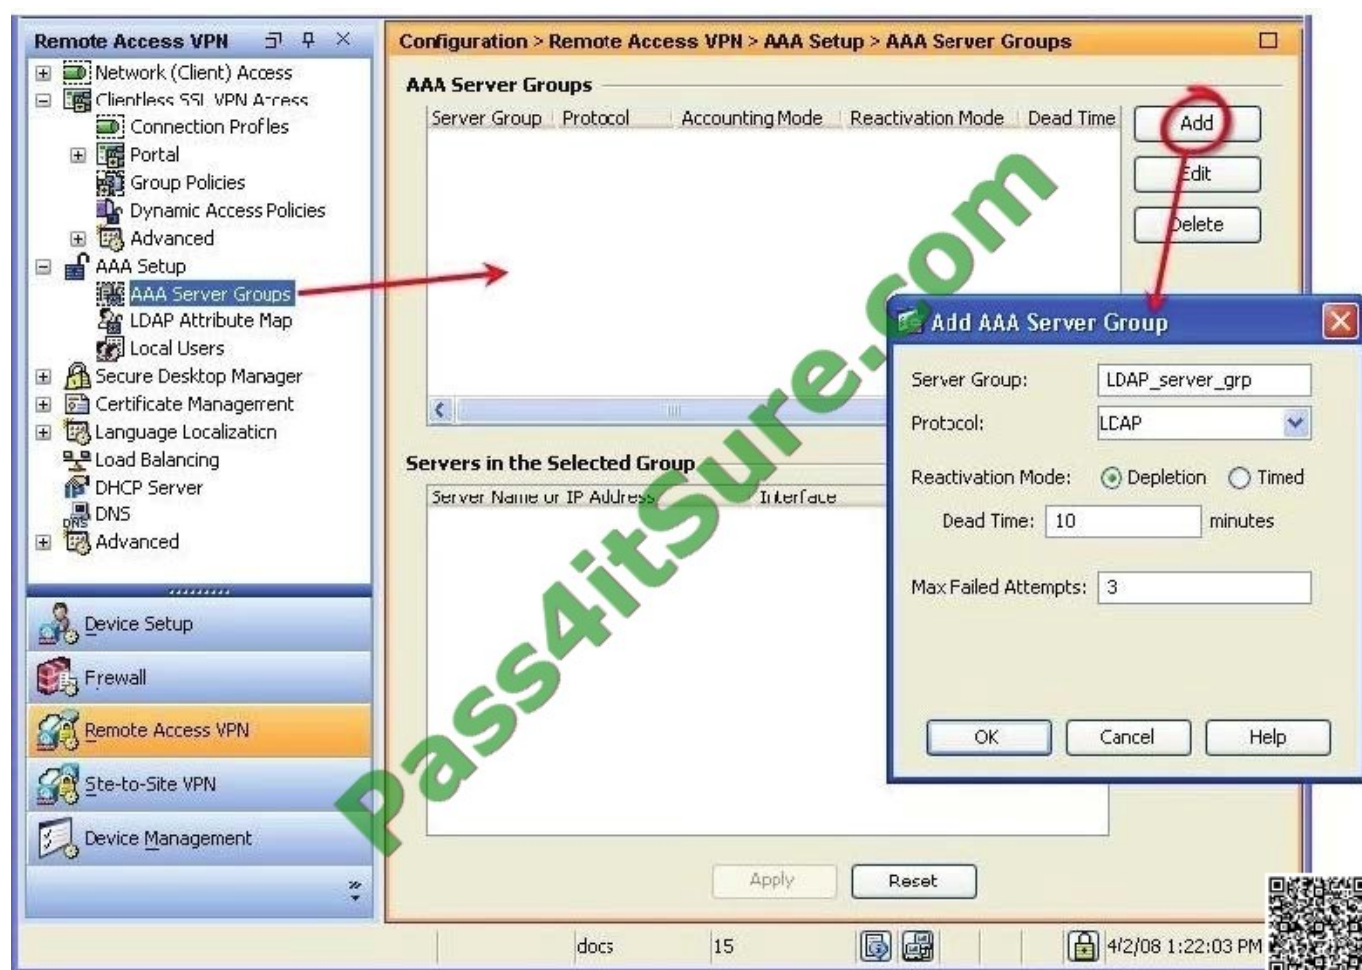 Remote Access VPN
Network (Client) Access
Clientless SSL VPN Access
Connection Profles
Portal
Group Policies
Dynamic Access Policies
Advanced
AAA Setup
AAA Server Groups
LDAP Attribute Map
Local Users
Secure Desktop Manager
Certificate Management
Language Localization
Load Balancing
DHCP Server
DNS
DNS
Advanced
Device Setup
Firewall
Remote Access VPN
Site-to-Site VPN
Device Management
Configuration > Remote Access VPN > AAA Setup > AAA Server Groups
AAA Server Groups
Server Group Protocol Accounting Mode Reactivation Mode Dead Time
Add
Edit
Delete
Servers in the Selected Group
Server Name or IP Address Interface
Apply Reset
Add AAA Server Group
Server Group: LDAP_server_grp
Protocol: LDAP
Reactivation Mode: Depletion Timed
Dead Time: 10 minutes
Max Failed Attempts: 3
OK Cancel Help
docs 15 4/2/08 1:22:03 PM
Pass4itSure.com